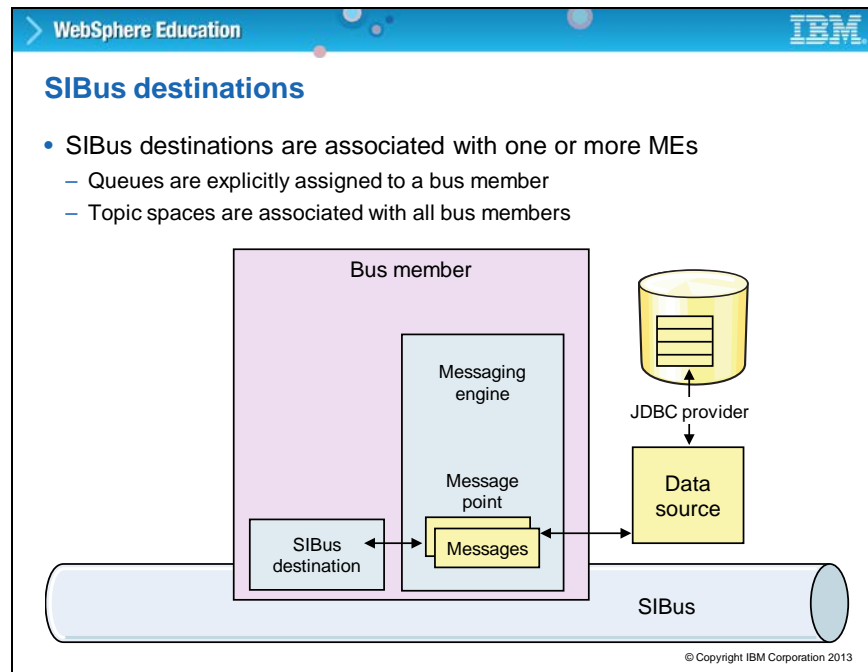 WebSphere Education
IBM
SIBus destinations
• SIBus destinations are associated with one or more MEs
– Queues are explicitly assigned to a bus member
– Topic spaces are associated with all bus members
Bus member
Messaging
engine
Message
point
Messages
SIBus
destination
JDBC provider
Data
source
SIBus
© Copyright IBM Corporation 2013